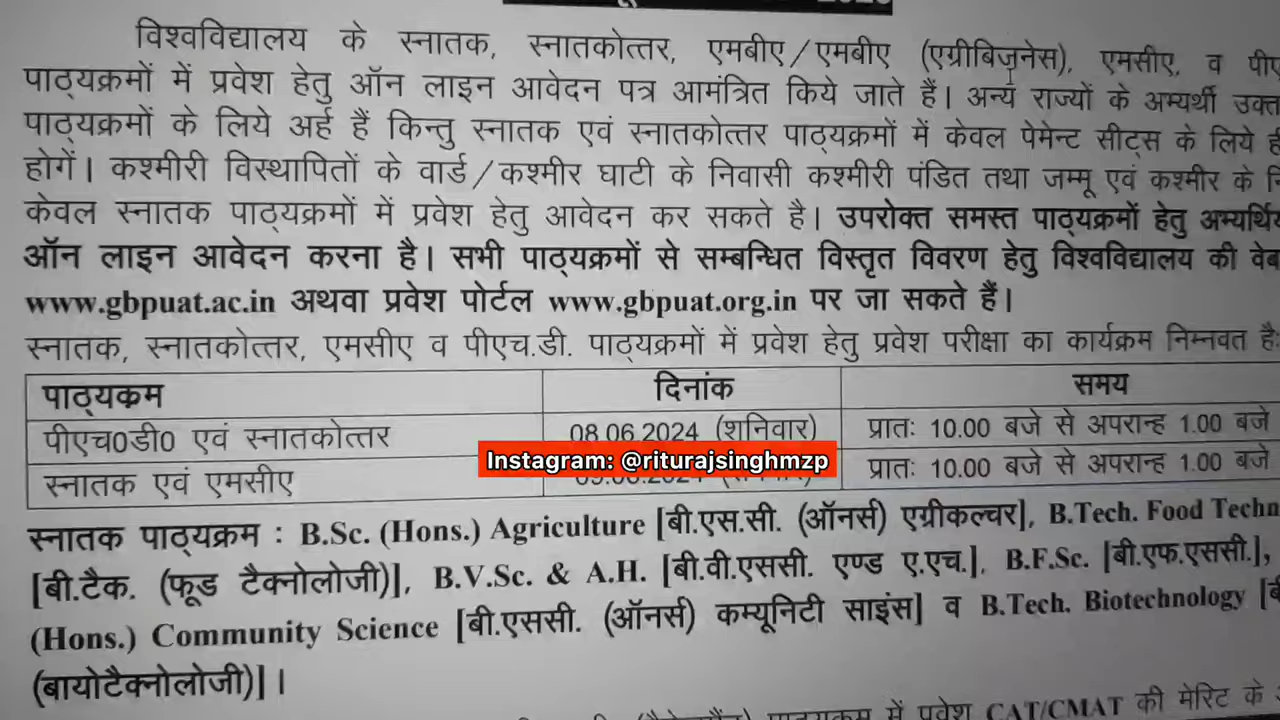 विश्वविद्यालय के स्नातक, स्नातकोत्तर, एमबीए/एमबीए (एग्रीबिज़नेस), एमसीए, व
पाठ्यक्रमों में प्रवेश हेतु ऑन लाइन आवेदन पत्र आमंत्रित किये जाते हैं। अन्य राज्यों के अभ्यर्थी
पाठ्यक्रमों के लिये अर्ह हैं किन्तु स्नातक एवं स्नातकोत्तर पाठ्यक्रमों में केवल पेमेन्ट सीट्स के लिये
होगें। कश्मीरी विस्थापितों के वार्ड/कश्मीर घाटी के निवासी कश्मीरी पंडित तथा जम्मू एवं कश्मीर के
केवल स्नातक पाठ्यक्रमों में प्रवेश हेतु आवेदन कर सकते है। उपरोक्त समस्त पाठ्यक्रमों हेतु
ऑन लाइन आवेदन करना है। सभी पाठ्यक्रमों से सम्बन्धित विस्तृत विवरण हेतु विश्वविद्यालय की
www.gbpuat.ac.in अथवा प्रवेश पोर्टल www.gbpuat.org.in पर जा सकते हैं।
स्नातक, स्नातकोत्तर, एमसीए व पीएच.डी. पाठ्यक्रमों में प्रवेश हेतु प्रवेश परीक्षा का कार्यक्रम निम्नवत है:
पाठ्यक्रम दिनांक समय
पीएच0डी0 एवं स्नातकोत्तर 08.06.2024 (शनिवार) प्रातः 10.00 बजे से अपरान्ह 1.00 बजे
Instagram: @riturajsinghmzp
स्नातक एवं एमसीए प्रातः 10.00 बजे से अपरान्ह 1.00 बजे
स्नातक पाठ्यक्रम : B.Sc. (Hons.) Agriculture [बी.एस.सी. (ऑनर्स) एग्रीकल्चर], B.Tech. Food
[बी.टैक. (फूड टैक्नोलोजी)], B.V.Sc. & A.H. [बी.वी.एससी. एण्ड ए.एच.], B.F.Sc. [बी.एफ.एससी.],
(Hons.) Community Science [बी.एससी. (ऑनर्स) कम्यूनिटी साइंस] व B.Tech. Biotechnology
(बायोटैक्नोलोजी)]।
पाठ्यक्रम में प्रवेश CAT/CMAT की मेरिट के